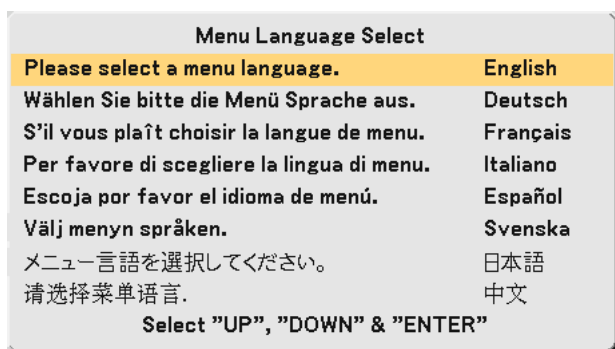 Menu Language Select
Please select a menu language. English
Wählen Sie bitte die Menü Sprache aus. Deutsch
S'il vous plaît choisir la langue de menu. Français
Per favore di scegliere la lingua di menu. Italiano
Escoja por favor el idioma de menú. Español
Välj menyn språken. Svenska
メニュー言語を選択してください。 日本語
请选择菜单语言. 中文
Select ”UP”, ”DOWN” & ”ENTER”